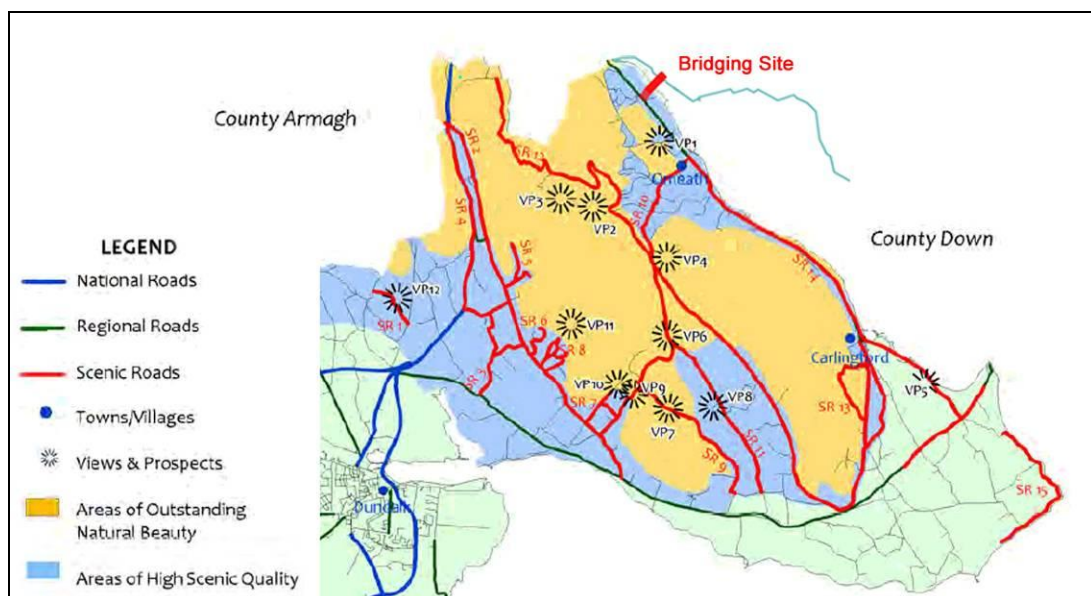 Bridging Site
County Armagh
SR 2
VP1
SR 12
Omeath
VP3
SR 10
VP2
SR 4
County Down
LEGEND
SR 5
VP4
SR 14
National Roads
VP12
SR 1
Regional Roads
SR 6
VP11
VP6
SR 8
Carlingford
Scenic Roads
SR 3
VP10
VP9
VP5
Towns/Villages
SR 7
VP8
SR 13
VP7
SR 11
Views & Prospects
SR 9
SR 15
Dundalk
Areas of Outstanding
Natural Beauty
Areas of High Scenic Quality